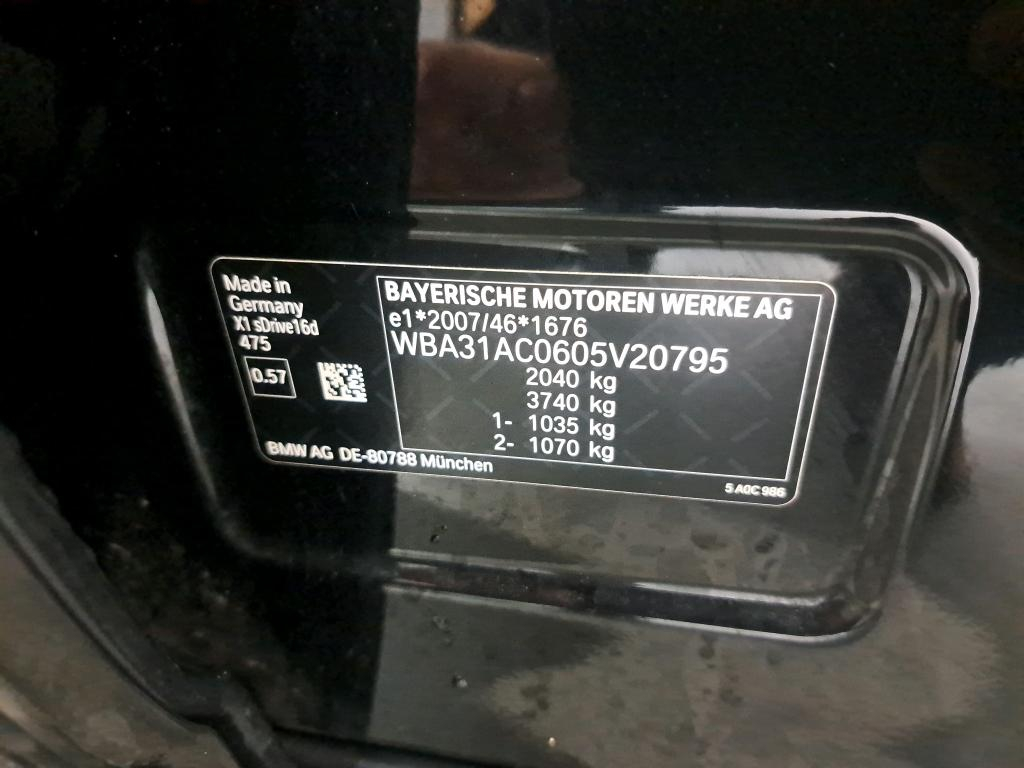 Made in
Germany
X1 sDrive16d
475
0.57
BAYERISCHE MOTOREN WERKE AG
e1*2007/46*1676
WBA31AC0605V20795
2040 kg
3740 kg
1- 1035 kg
2- 1070 kg
BMW AG DE-80788 München
5 A0C 986